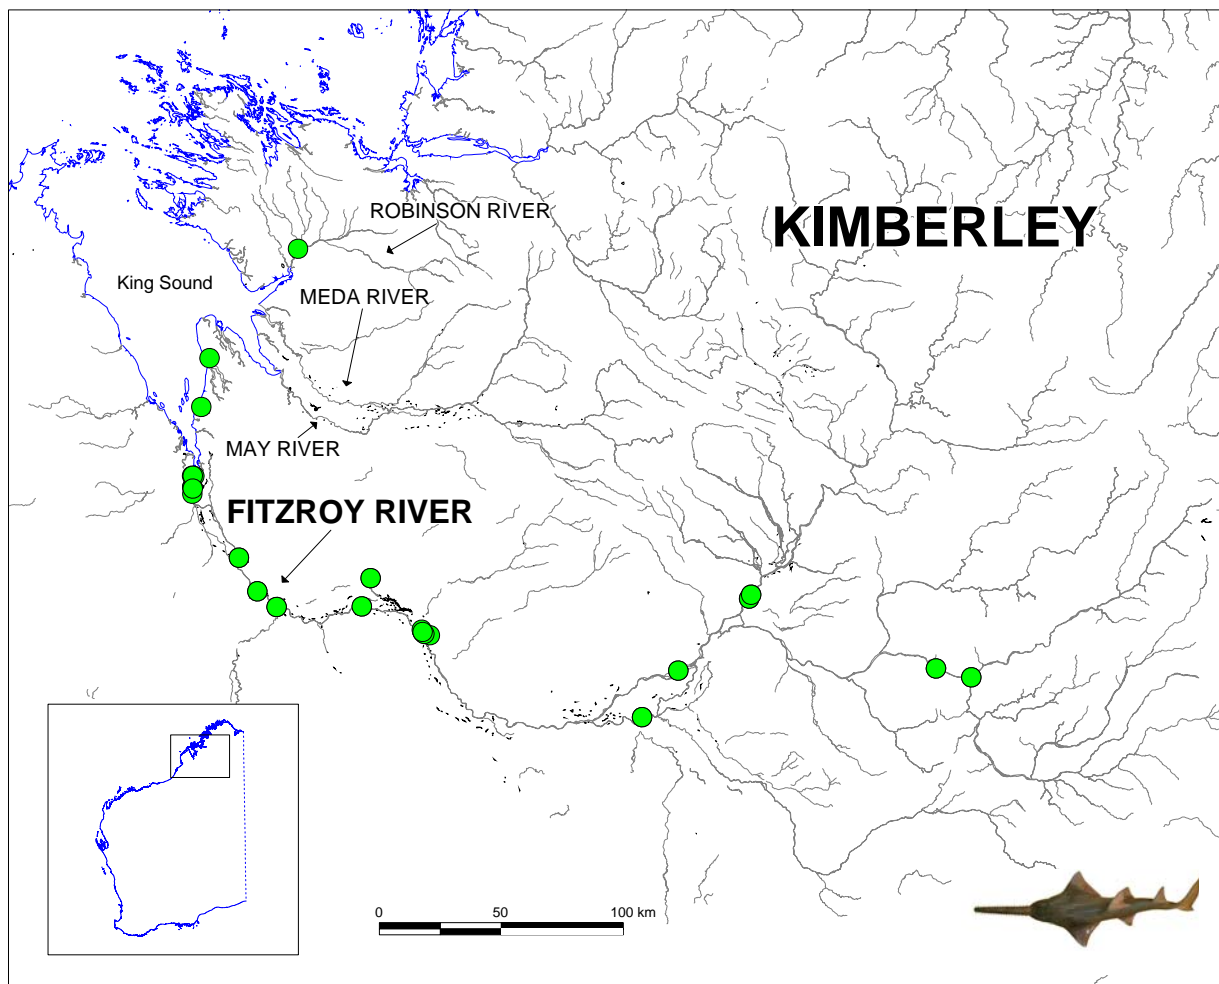 ROBINSON RIVER
KIMBERLEY
King Sound
MEDA RIVER
MAY RIVER
FITZROY RIVER
0 50 100 km